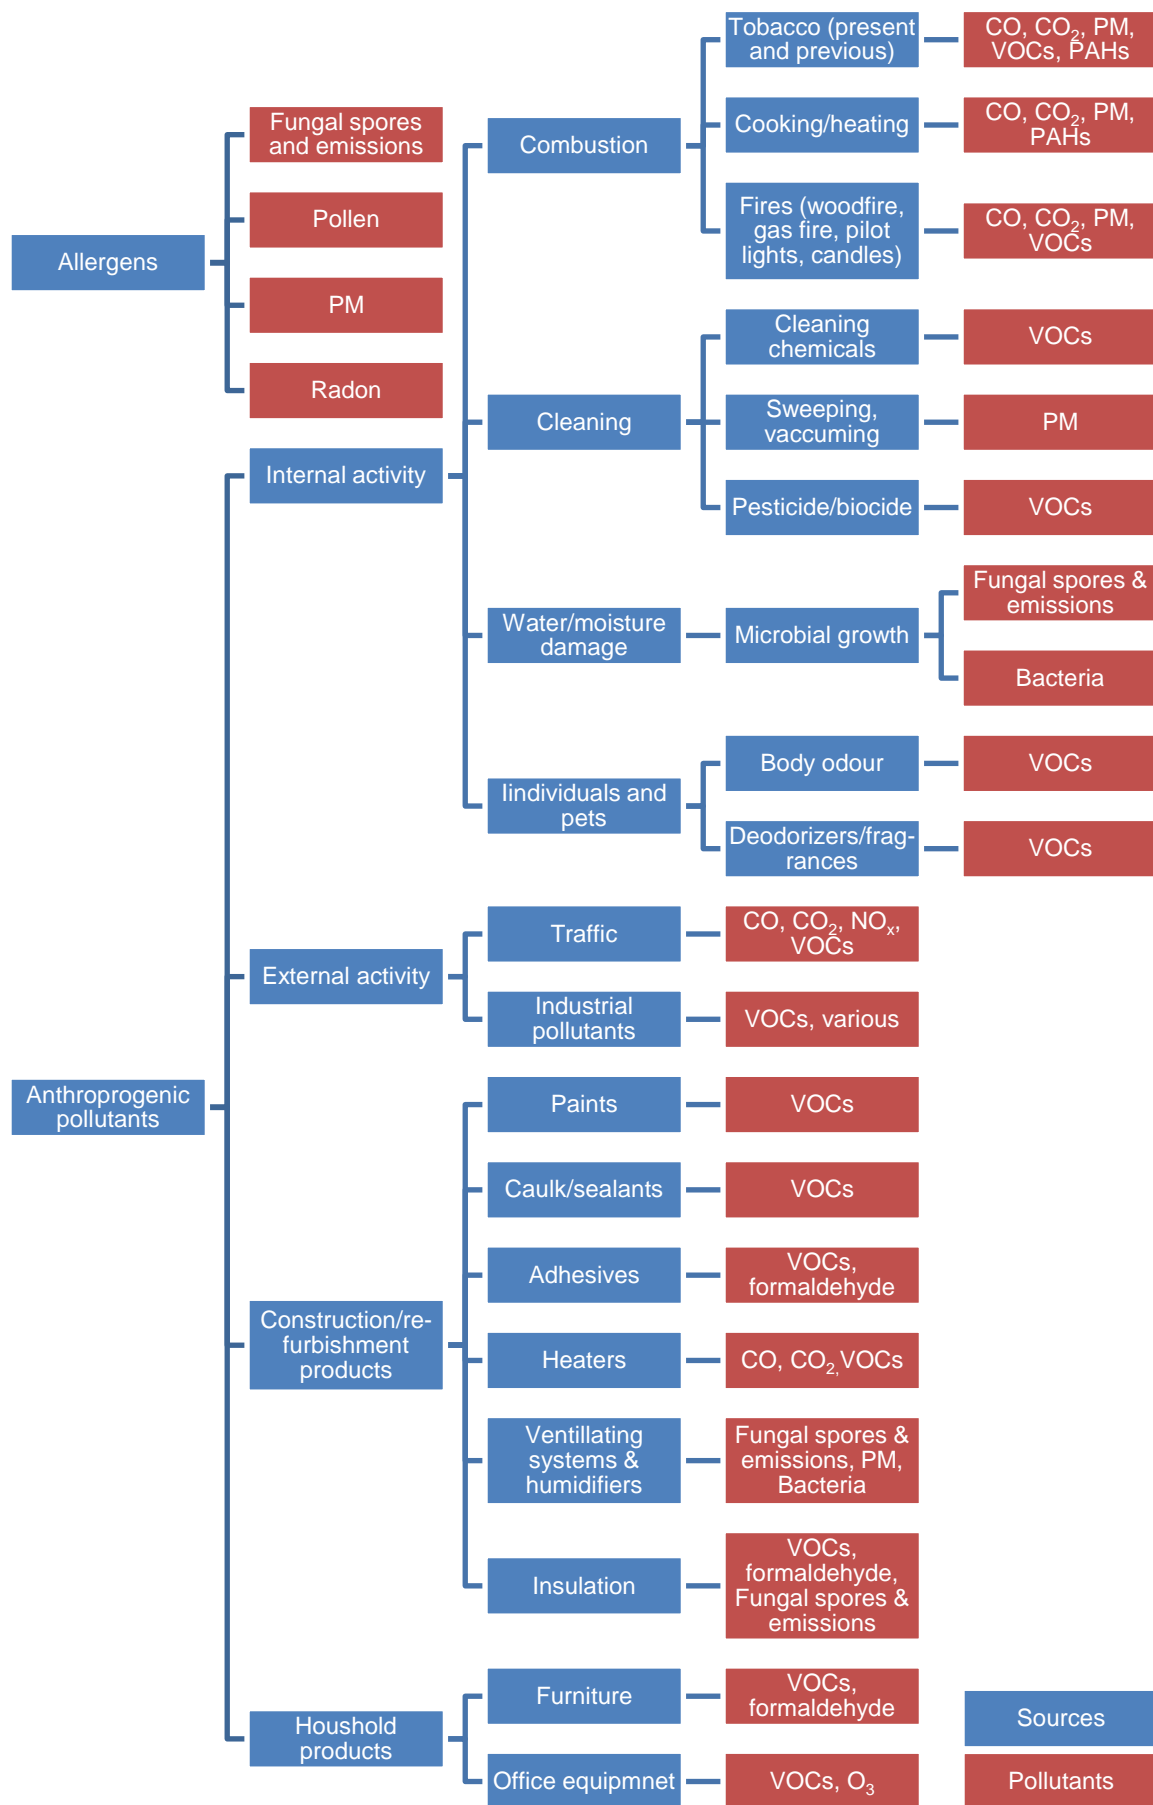 Allergens
Fungal spores
and emissions
Pollen
PM
Radon
Anthroprogenic
pollutants
Internal activity
Combustion
Tobacco (present
and previous)
CO, CO₂, PM,
VOCs, PAHs
Cooking/heating
CO, CO₂, PM,
PAHs
Fires (woodfire,
gas fire, pilot
lights, candles)
CO, CO₂, PM,
VOCs
Cleaning
Cleaning
chemicals
VOCs
Sweeping,
vaccuming
PM
Pesticide/biocide
VOCs
Water/moisture
damage
Microbial growth
Fungal spores &
emissions
Bacteria
Iindividuals and
pets
Body odour
VOCs
Deodorizers/frag-
rances
VOCs
External activity
Traffic
CO, CO₂, NOₓ,
VOCs
Industrial
pollutants
VOCs, various
Construction/re-
furbishment
products
Paints
VOCs
Caulk/sealants
VOCs
Adhesives
VOCs,
formaldehyde
Heaters
CO, CO₂,VOCs
Ventillating
systems &
humidifiers
Fungal spores &
emissions, PM,
Bacteria
Insulation
VOCs,
formaldehyde,
Fungal spores &
emissions
Houshold
products
Furniture
VOCs,
formaldehyde
Office equipmnet
VOCs, O₃
Sources
Pollutants